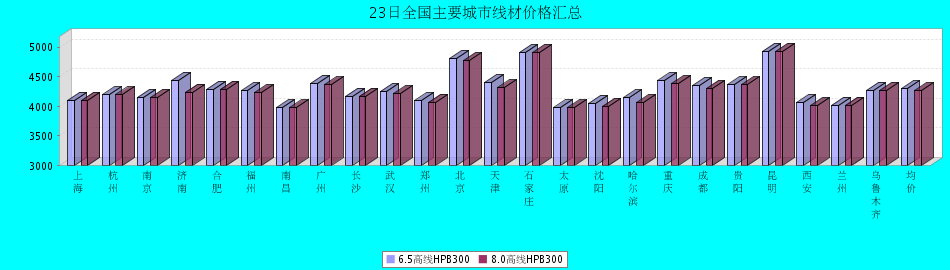 23日全国主要城市线材价格汇总
5000
4500
4000
3500
3000
上海
杭州
南京
济南
合肥
福州
南昌
广州
长沙
武汉
郑州
北京
天津
石家庄
太原
沈阳
哈尔滨
重庆
成都
贵阳
昆明
西安
兰州
乌鲁木齐
均价
6.5高线HPB300
8.0高线HPB300